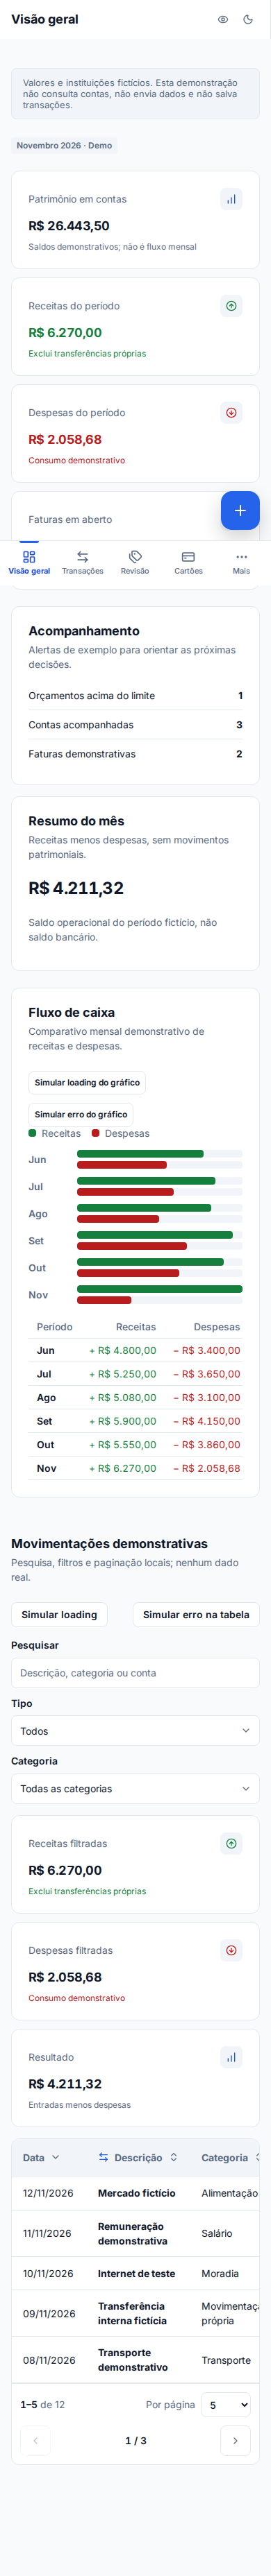 Visão geral
Valores e instituições fictícios. Esta demonstração
não consulta contas, não envia dados e não salva
transações.
Novembro 2026 · Demo
Patrimônio em contas
R$ 26.443,50
Saldos demonstrativos; não é fluxo mensal
Receitas do período
R$ 6.270,00
Exclui transferências próprias
Despesas do período
R$ 2.058,68
Consumo demonstrativo
Faturas em aberto
Visão geral
Transações
Revisão
Cartões
Mais
Acompanhamento
Alertas de exemplo para orientar as próximas
decisões.
Orçamentos acima do limite 1
Contas acompanhadas 3
Faturas demonstrativas 2
Resumo do mês
Receitas menos despesas, sem movimentos
patrimoniais.
R$ 4.211,32
Saldo operacional do período fictício, não
saldo bancário.
Fluxo de caixa
Comparativo mensal demonstrativo de
receitas e despesas.
Simular loading do gráfico
Simular erro do gráfico
Receitas Despesas
Jun
Jul
Ago
Set
Out
Nov
Período Receitas Despesas
Jun + R$ 4.800,00 − R$ 3.400,00
Jul + R$ 5.250,00 − R$ 3.650,00
Ago + R$ 5.080,00 − R$ 3.100,00
Set + R$ 5.900,00 − R$ 4.150,00
Out + R$ 5.550,00 − R$ 3.860,00
Nov + R$ 6.270,00 − R$ 2.058,68
Movimentações demonstrativas
Pesquisa, filtros e paginação locais; nenhum dado
real.
Simular loading
Simular erro na tabela
Pesquisar
Descrição, categoria ou conta
Tipo
Todos
Categoria
Todas as categorias
Receitas filtradas
R$ 6.270,00
Exclui transferências próprias
Despesas filtradas
R$ 2.058,68
Consumo demonstrativo
Resultado
R$ 4.211,32
Entradas menos despesas
Data Descrição Categoria
12/11/2026 Mercado fictício Alimentação
11/11/2026 Remuneração
demonstrativa Salário
10/11/2026 Internet de teste Moradia
09/11/2026 Transferência
interna fictícia Movimentaç
própria
08/11/2026 Transporte
demonstrativo Transporte
1–5 de 12 Por página 5
1 / 3